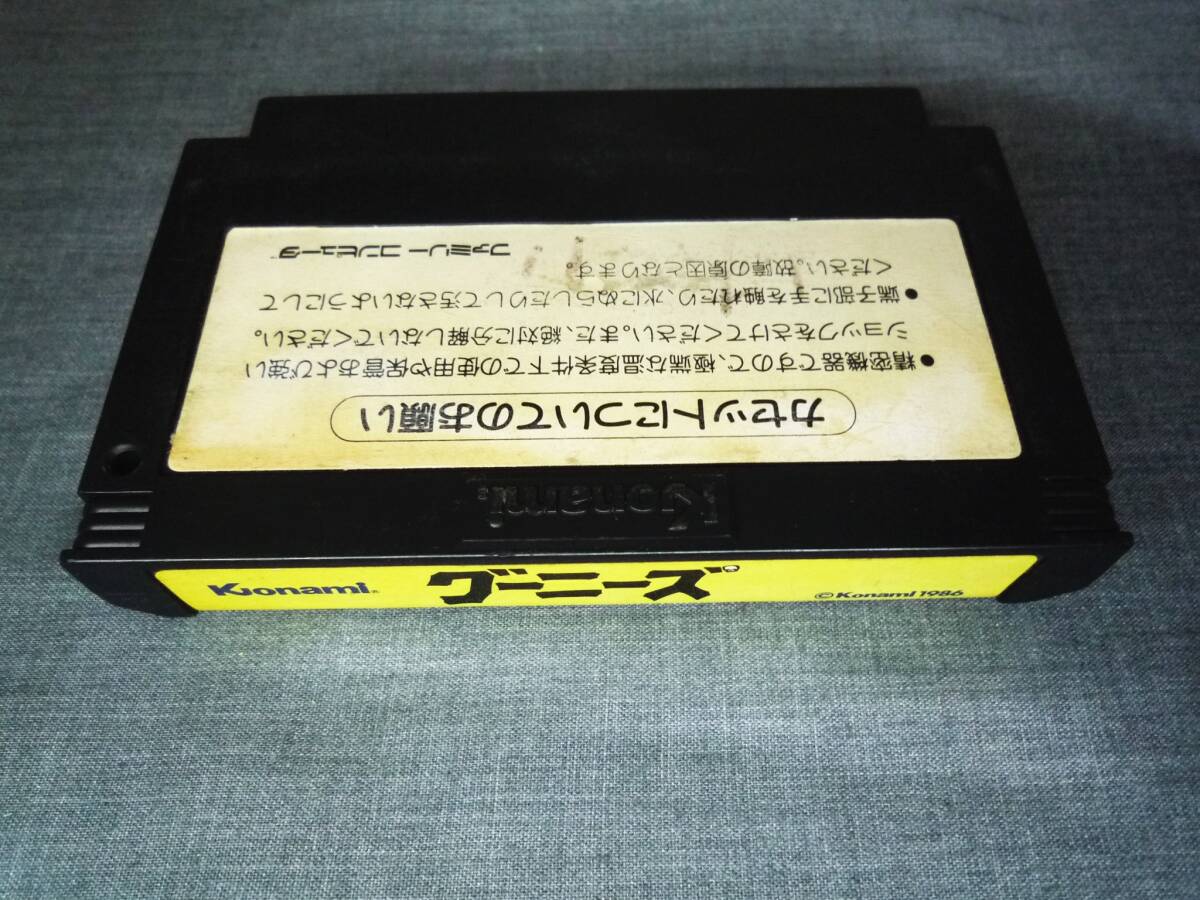 カセットについてのお願い
●精密機器ですので、極端な温度条件下での使用や保管および強い
ショックをさけてください。また、絶対に分解しないでください。
●端子部に手を触れたり、水にぬらしたりして汚さないようにして
ください。故障の原因となります。
ファミリーコンピュータ™
Konami®
Konami® グーニーズ ©Konami 1986